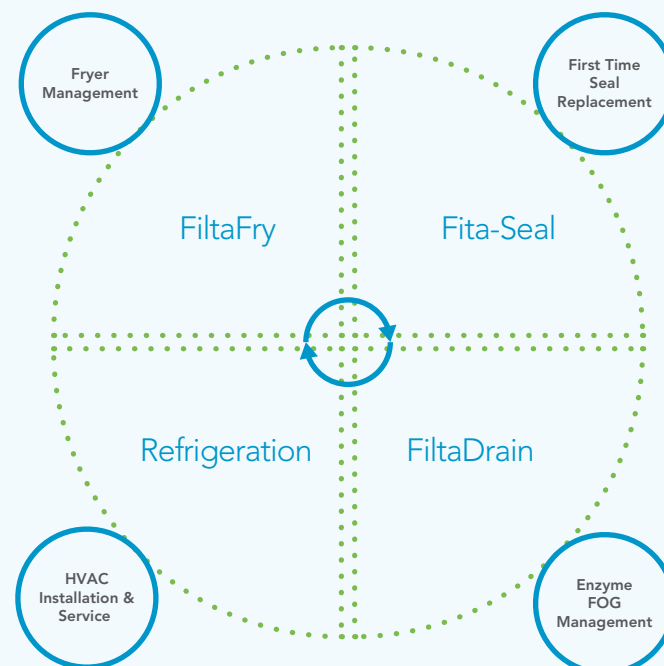 Fryer
Management
First Time
Seal
Replacement
FiltaFry
Fita-Seal
Refrigeration
FiltaDrain
HVAC
Installation &
Service
Enzyme
FOG
Management